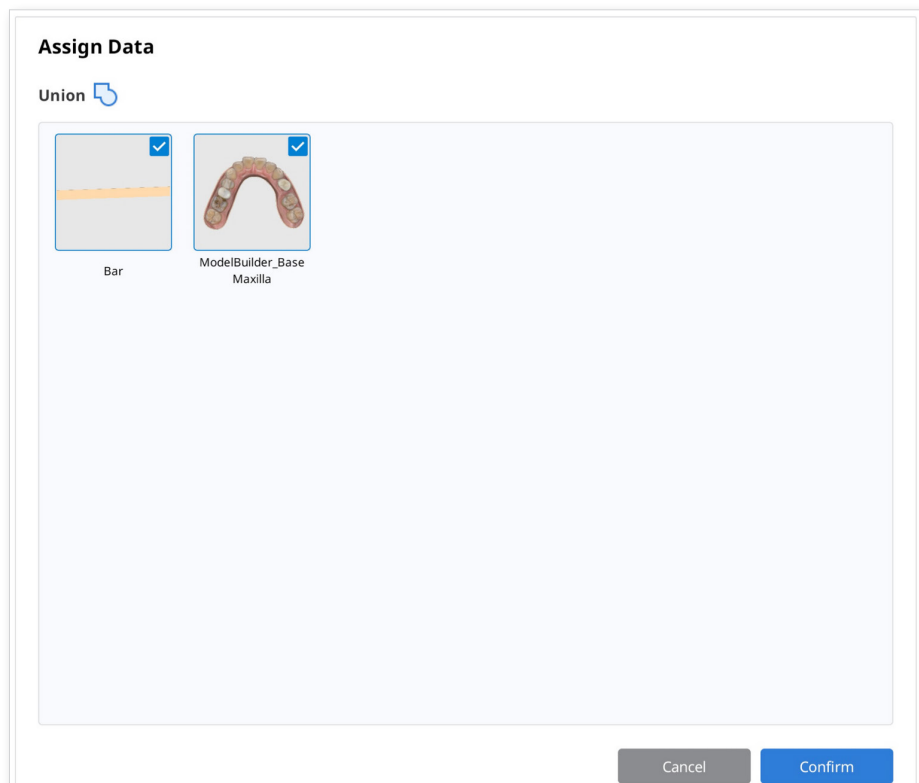 Assign Data
Union
Bar
ModelBuilder_Base
Maxilla
Cancel
Confirm